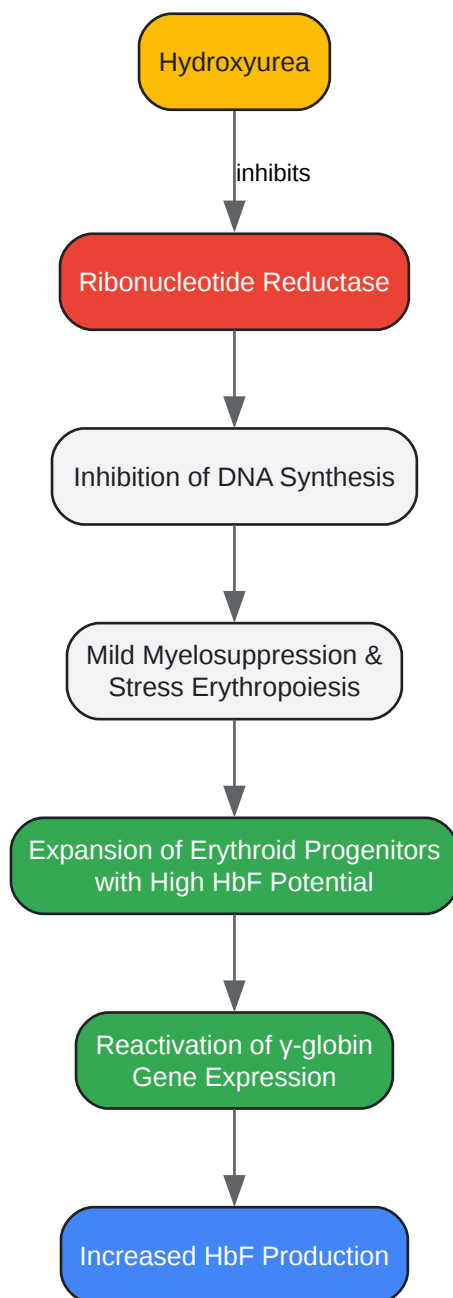 Hydroxyurea
inhibits
Ribonucleotide Reductase
Inhibition of DNA Synthesis
Mild Myelosuppression &
Stress Erythropoiesis
Expansion of Erythroid Progenitors
with High HbF Potential
Reactivation of γ-globin
Gene Expression
Increased HbF Production